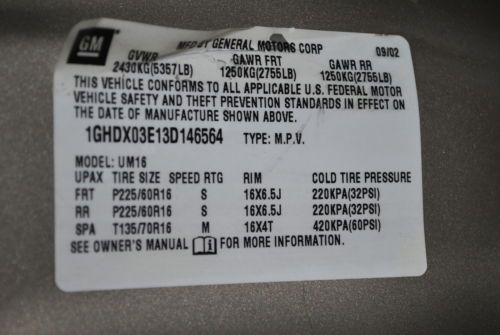 GM
MFD BY GENERAL MOTORS CORP 09/02
GVWR GAWR FRT GAWR RR
2430KG(5357LB) 1250KG(2755LB) 1250KG(2755LB)
THIS VEHICLE CONFORMS TO ALL APPLICABLE U.S. FEDERAL MOTOR
VEHICLE SAFETY AND THEFT PREVENTION STANDARDS IN EFFECT ON
THE DATE OF MANUFACTURE SHOWN ABOVE.
1GHDX03E13D146564 TYPE: M.P.V.
MODEL: UM16
UPAX TIRE SIZE SPEED RTG RIM COLD TIRE PRESSURE
FRT P225/60R16 S 16X6.5J 220KPA(32PSI)
RR P225/60R16 S 16X6.5J 220KPA(32PSI)
SPA T135/70R16 M 16X4T 420KPA(60PSI)
SEE OWNER'S MANUAL i FOR MORE INFORMATION.